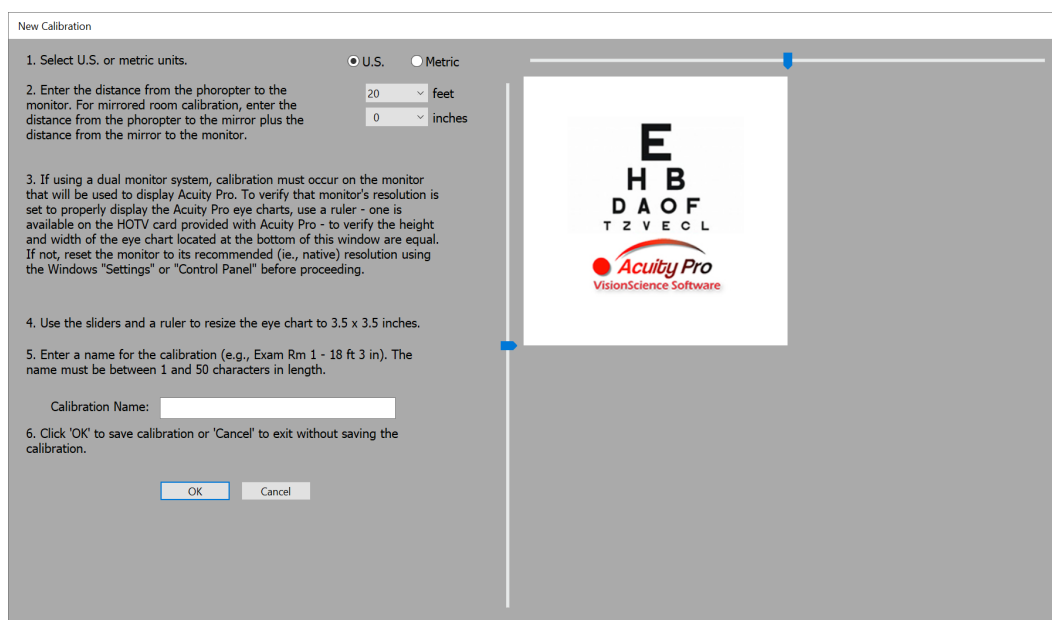 New Calibration
1. Select U.S. or metric units.
U.S.
Metric
2. Enter the distance from the phoropter to the
monitor. For mirrored room calibration, enter the
distance from the phoropter to the mirror plus the
distance from the mirror to the monitor.
20
feet
0
inches
3. If using a dual monitor system, calibration must occur on the monitor
that will be used to display Acuity Pro. To verify that monitor's resolution is
set to properly display the Acuity Pro eye charts, use a ruler - one is
available on the HOTV card provided with Acuity Pro - to verify the height
and width of the eye chart located at the bottom of this window are equal.
If not, reset the monitor to its recommended (ie., native) resolution using
the Windows "Settings" or "Control Panel" before proceeding.
4. Use the sliders and a ruler to resize the eye chart to 3.5 x 3.5 inches.
5. Enter a name for the calibration (e.g., Exam Rm 1 - 18 ft 3 in). The
name must be between 1 and 50 characters in length.
Calibration Name:
6. Click 'OK' to save calibration or 'Cancel' to exit without saving the
calibration.
OK
Cancel
E
H B
D A O F
T Z V E C L
Acuity Pro
VisionScience Software